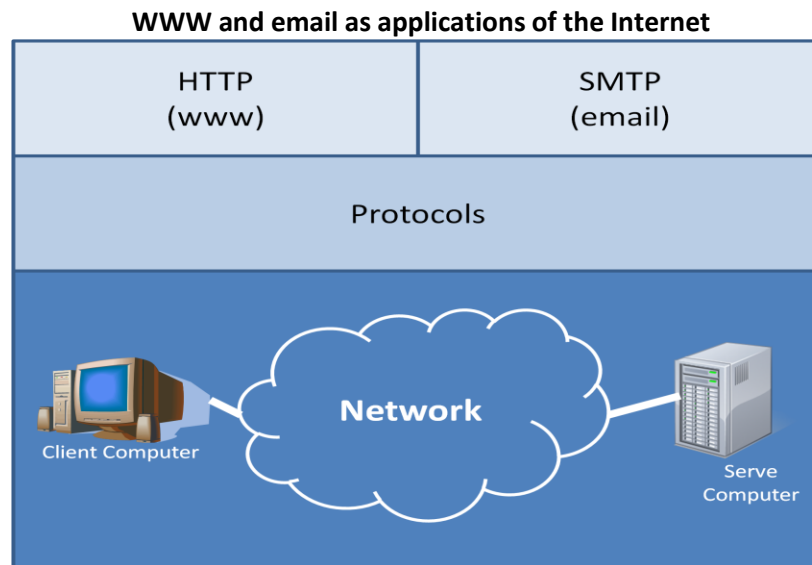 WWW and email as applications of the Internet
HTTP
(www)
SMTP
(email)
Protocols
Network
Client Computer
Serve
Computer